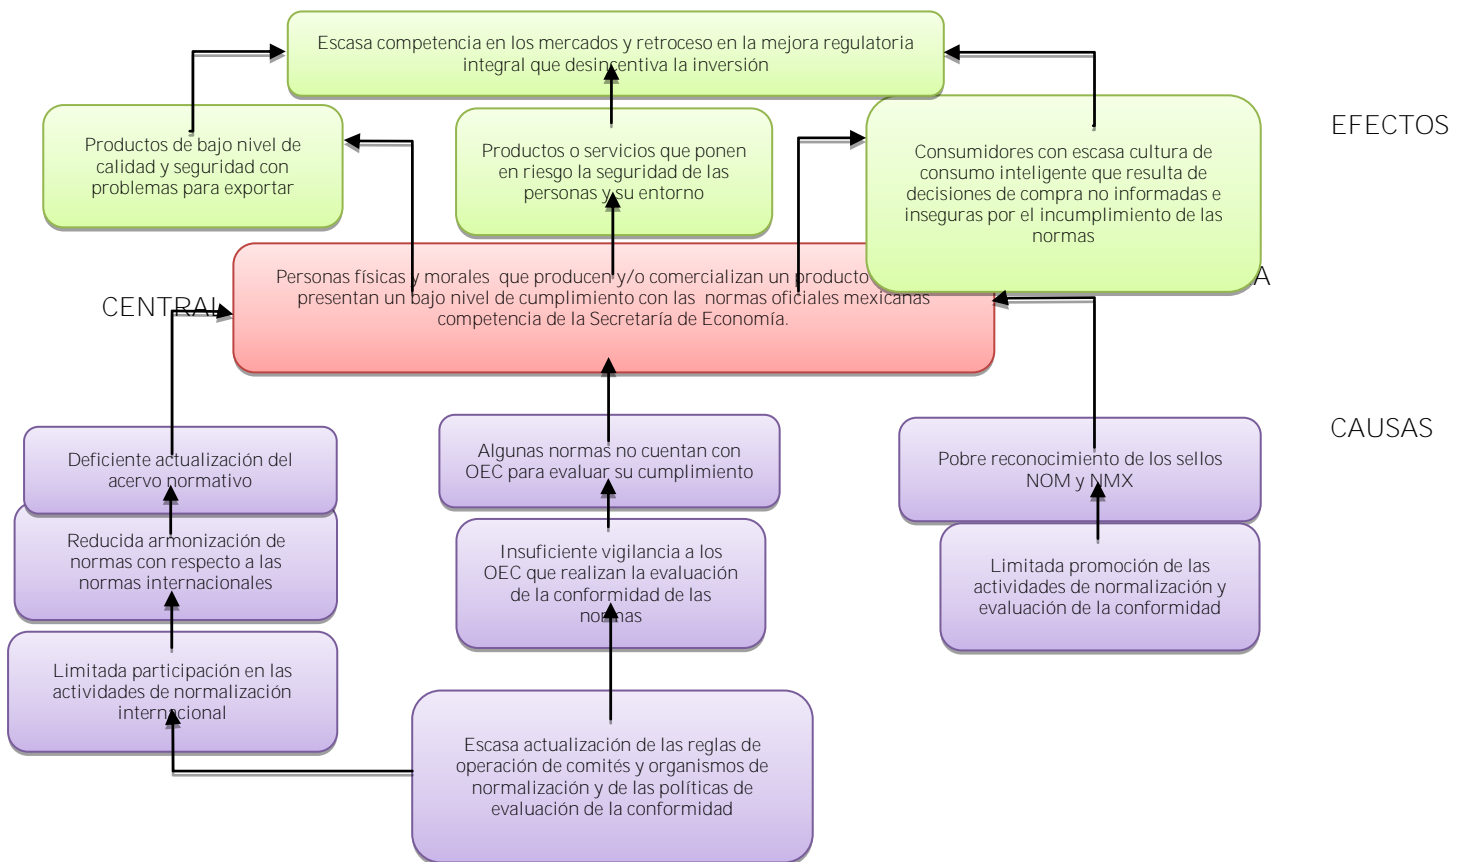 Escasa competencia en los mercados y retroceso en la mejora regulatoria
integral que desincentiva la inversión
EFECTOS
Productos de bajo nivel de
calidad y seguridad con
problemas para exportar
Productos o servicios que ponen
en riesgo la seguridad de las
personas y su entorno
Consumidores con escasa cultura de
consumo inteligente que resulta de
decisiones de compra no informadas e
inseguras por el incumplimiento de las
normas
Personas físicas y morales que producen y/o comercializan un producto
presentan un bajo nivel de cumplimiento con las normas oficiales mexicanas
competencia de la Secretaría de Economía.
A
CENTRAL
CAUSAS
Deficiente actualización del
acervo normativo
Algunas normas no cuentan con
OEC para evaluar su cumplimiento
Pobre reconocimiento de los sellos
NOM y NMX
Reducida armonización de
normas con respecto a las
normas internacionales
Insuficiente vigilancia a los
OEC que realizan la evaluación
de la conformidad de las
normas
Limitada promoción de las
actividades de normalización y
evaluación de la conformidad
Limitada participación en las
actividades de normalización
internacional
Escasa actualización de las reglas de
operación de comités y organismos de
normalización y de las políticas de
evaluación de la conformidad